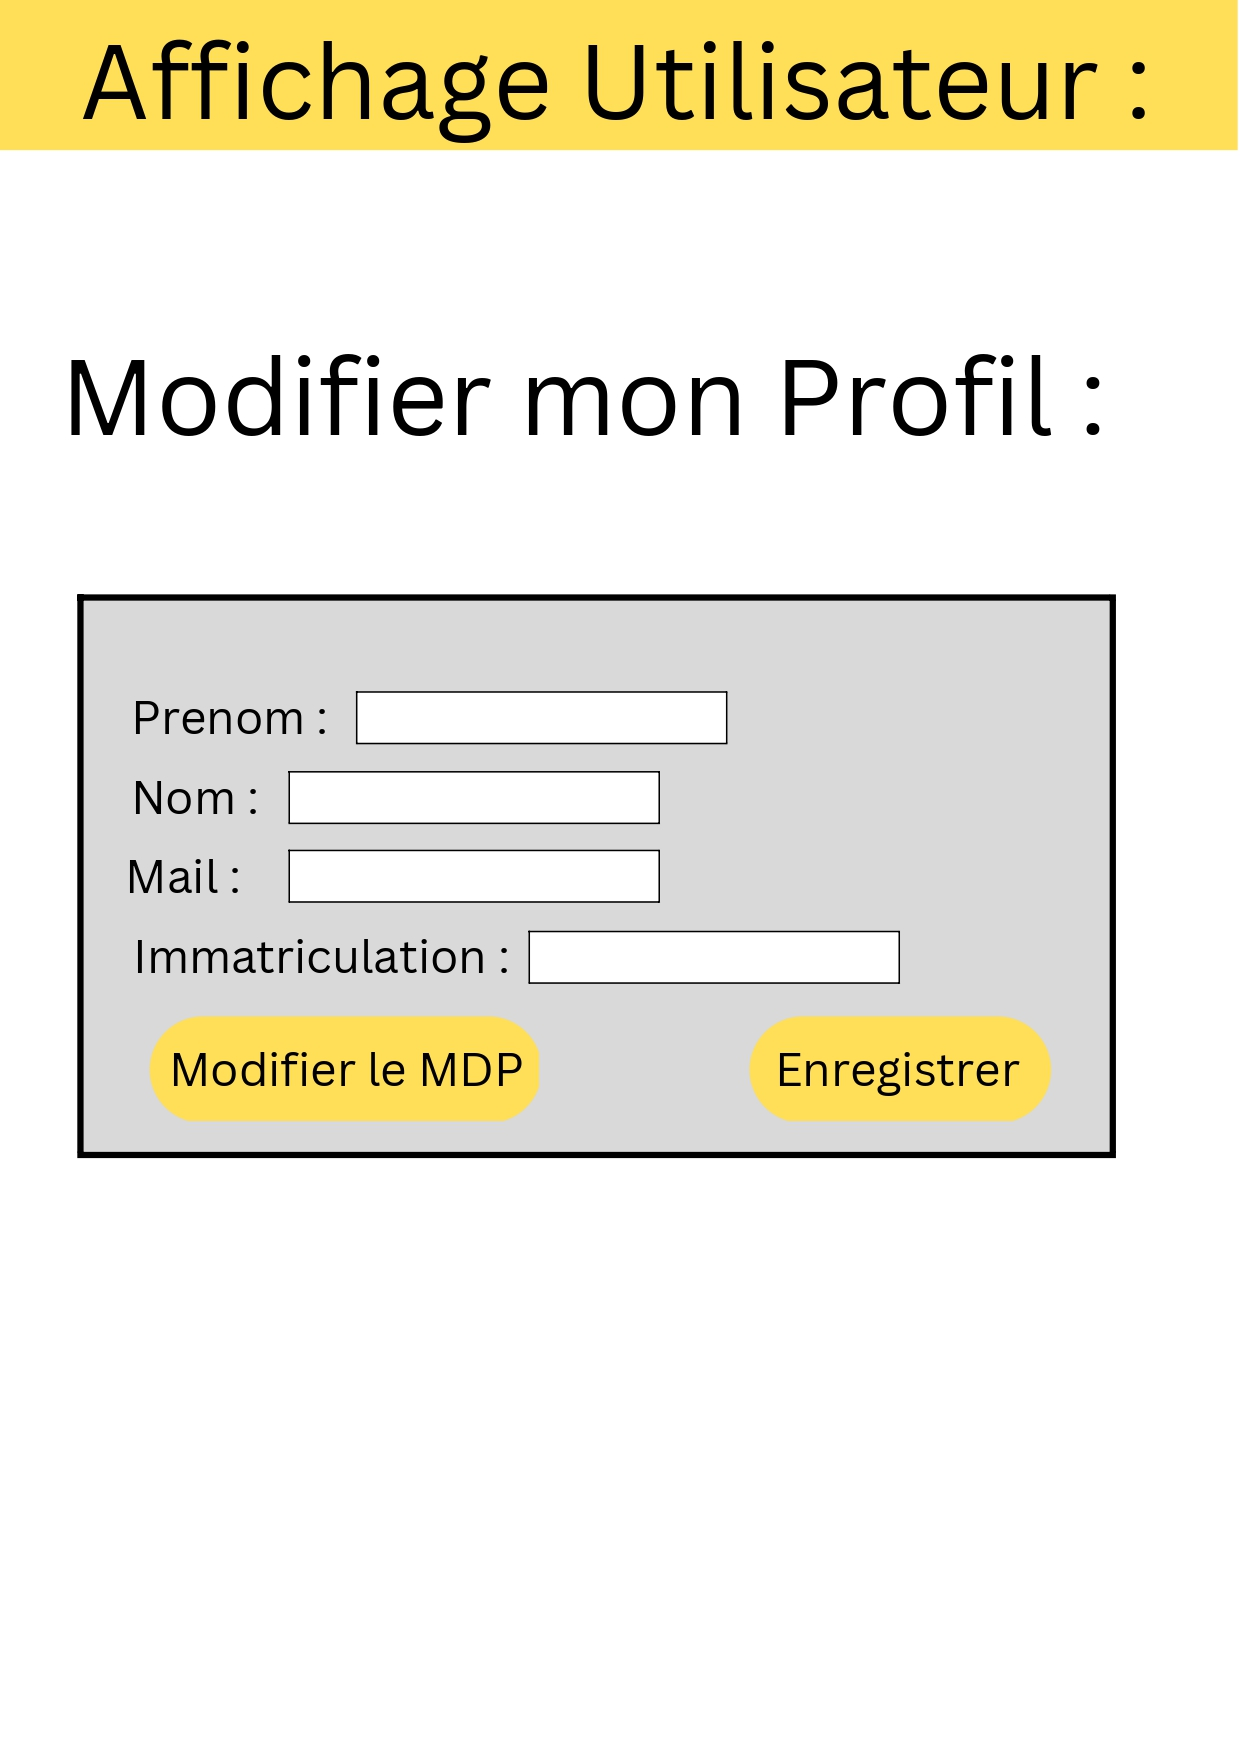 Affichage Utilisateur :
Modifier mon Profil :
Prenom :
Nom :
Mail :
Immatriculation :
Modifier le MDP
Enregistrer